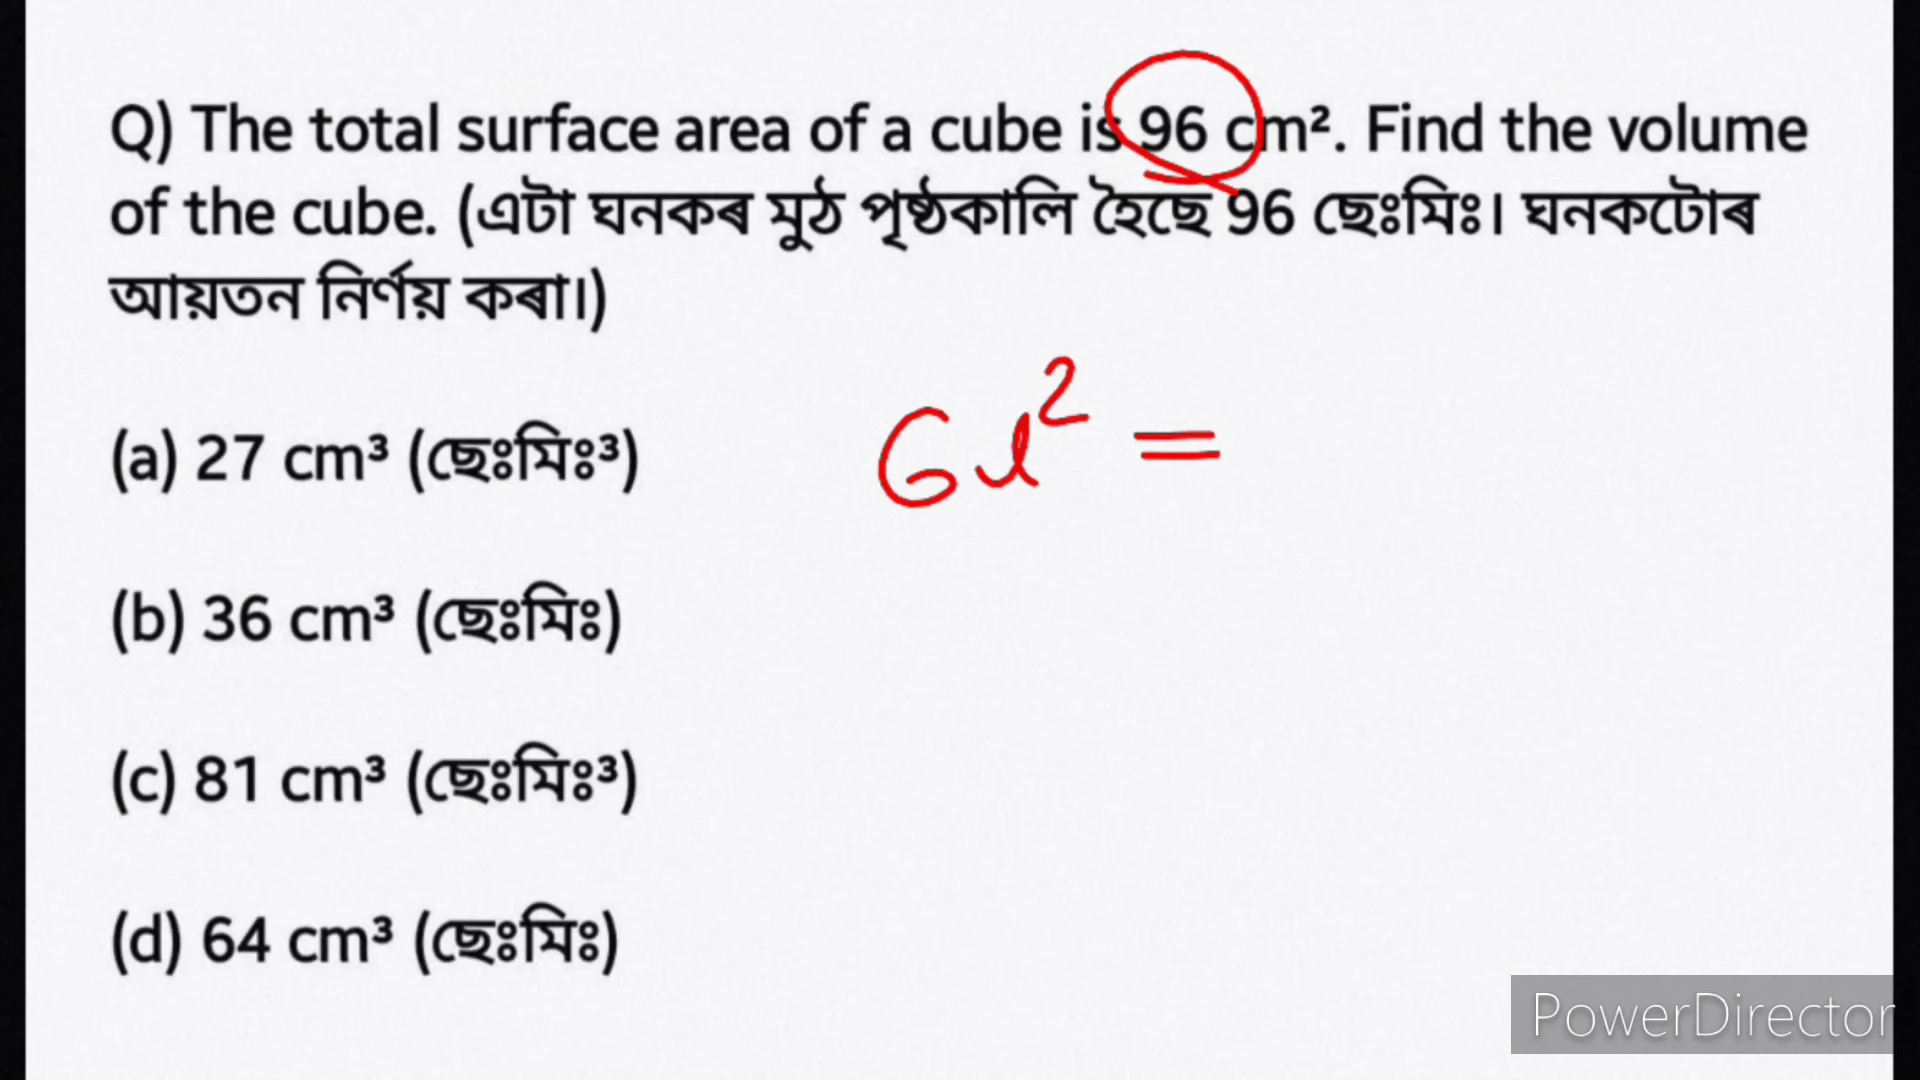 Q) The total surface area of a cube is 96 cm². Find the volume
of the cube. (এটা ঘনকৰ মুঠ পৃষ্ঠকালি হৈছে 96 ছেঃমিঃ। ঘনকটোৰ
আয়তন নিৰ্ণয় কৰা।)
6l² =
(a) 27 cm³ (ছেঃমিঃ³)
(b) 36 cm³ (ছেঃমিঃ)
(c) 81 cm³ (ছেঃমিঃ³)
(d) 64 cm³ (ছেঃমিঃ)
PowerDirector